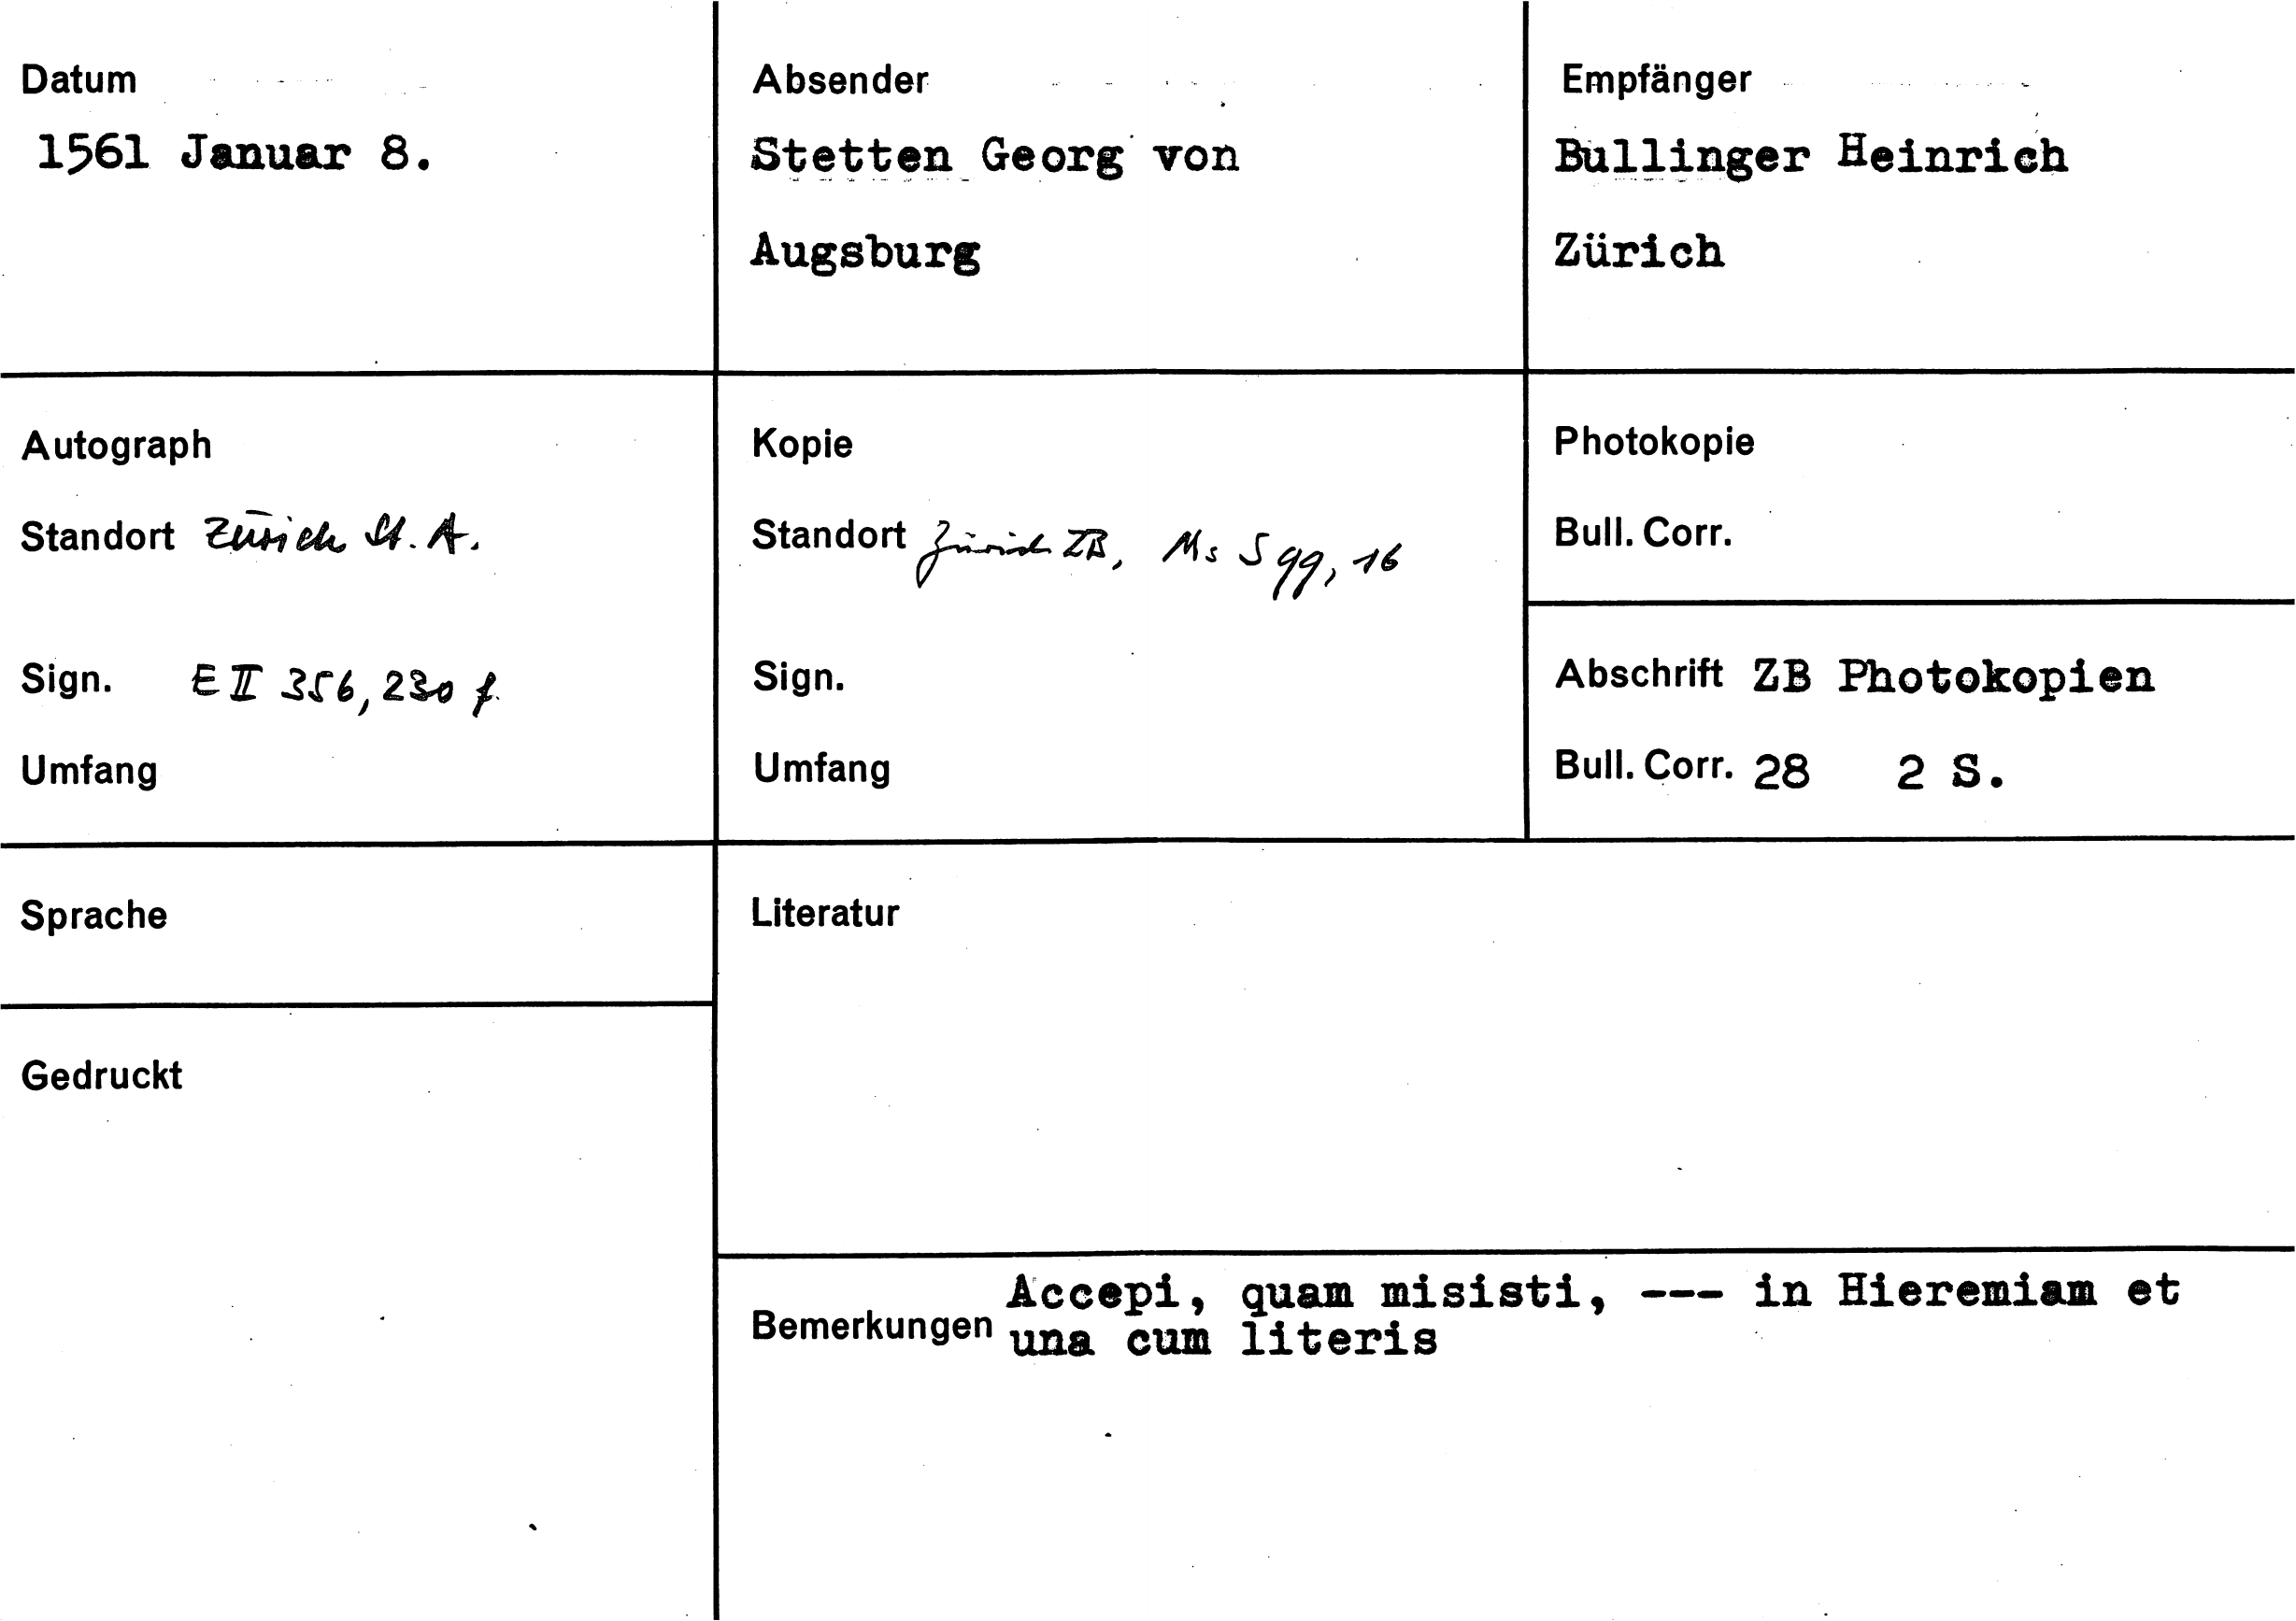 Datum
1561 Januar 8.
Absender
Stetten Georg von
Augsburg
Empfänger
Bullinger Heinrich
Zürich
Autograph
Standort Zürich St. A.
Sign. E II 356, 230 f.
Umfang
Kopie
Standort Zürich ZB, Ms S 99, 16
Sign.
Umfang
Photokopie
Bull. Corr.
Abschrift ZB Photokopien
Bull. Corr. 28 2 S.
Sprache
Gedruckt
Literatur
Bemerkungen
Accepi, quam misisti, --- in Hieremiam et
una cum literis